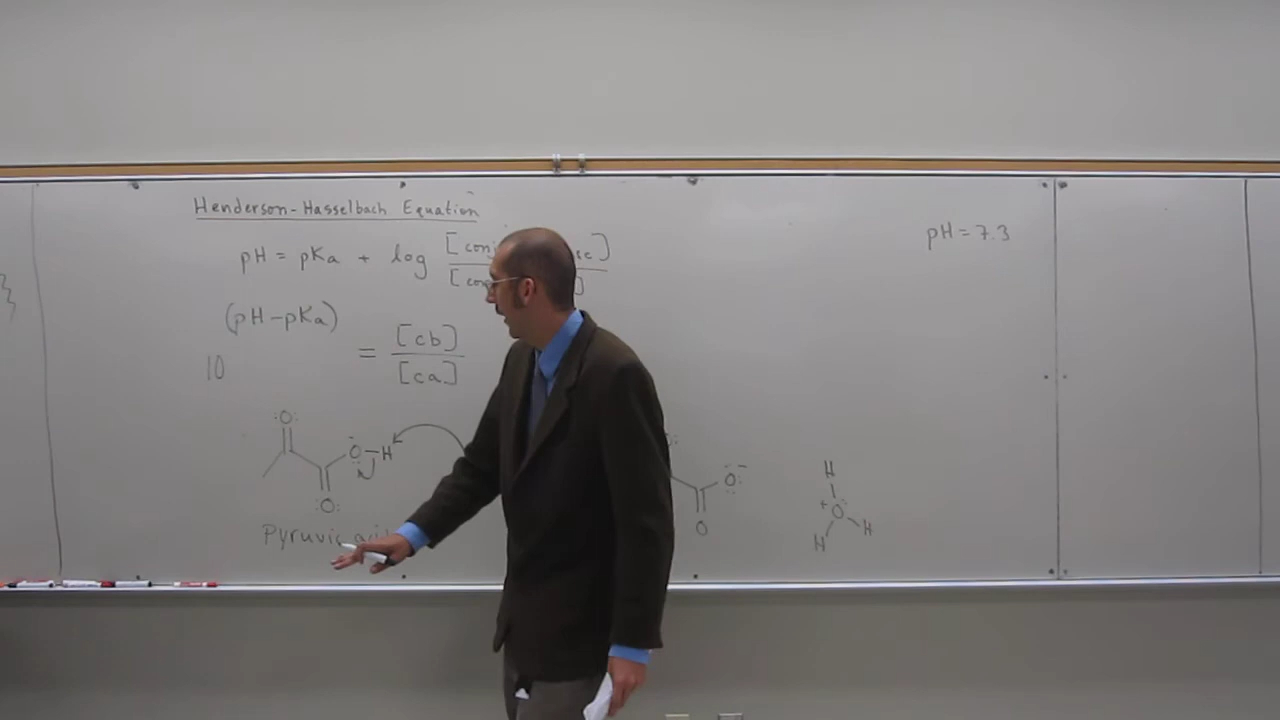 Henderson-Hasselbach Equation
pH = 7.3
pH = pKa + log [
(pH-pKa)
10 = [cb]
[ca]
:O: :O-H
:O:
Pyruvic
O:-
O
H
+ O:
H H